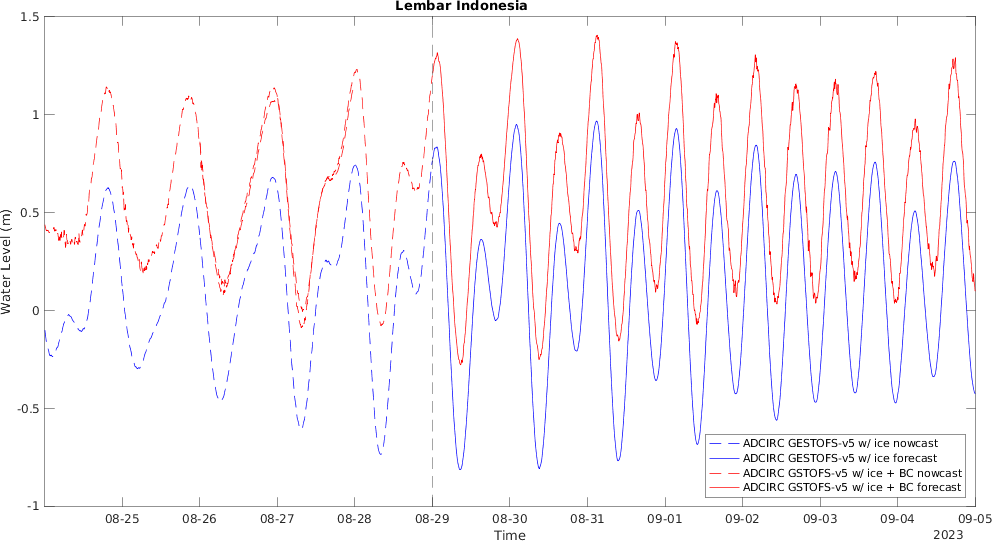 Lembar Indonesia
1.5
1
0.5
0
-0.5
-1
Water Level (m)
ADCIRC GESTOFS-v5 w/ ice nowcast
ADCIRC GESTOFS-v5 w/ ice forecast
ADCIRC GSTOFS-v5 w/ ice + BC nowcast
ADCIRC GSTOFS-v5 w/ ice + BC forecast
08-25 08-26 08-27 08-28 08-29 08-30 08-31 09-01 09-02 09-03 09-04 09-05
Time
2023